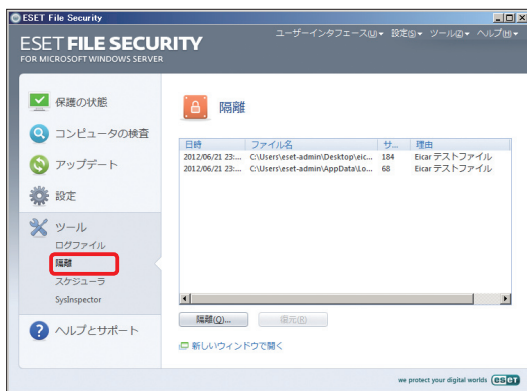 ESET File Security
ESET FILE SECURITY
FOR MICROSOFT WINDOWS SERVER
ユーザーインタフェース(U)▾ 設定(S)▾ ツール(Z)▾ ヘルプ(H)▾
保護の状態
コンピュータの検査
アップデート
設定
ツール
ログファイル
隔離
スケジューラ
SysInspector
ヘルプとサポート
隔離
日時 ファイル名 サ... 理由
2012/06/21 23:... C:\Users\eset-admin\Desktop\eic... 184 Eicar テストファイル
2012/06/21 23:... C:\Users\eset-admin\AppData\Lo... 68 Eicar テストファイル
隔離(Q)... 復元(R)
新しいウィンドウで開く
we protect your digital worlds eset